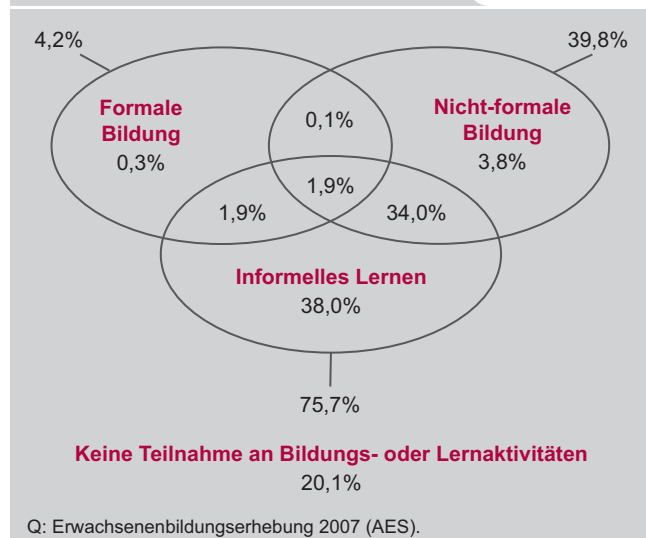 4,2%
39,8%
Formale
Bildung
0,3%
0,1%
Nicht-formale
Bildung
3,8%
1,9%
1,9%
34,0%
Informelles Lernen
38,0%
75,7%
Keine Teilnahme an Bildungs- oder Lernaktivitäten
20,1%
Q: Erwachsenenbildungserhebung 2007 (AES).